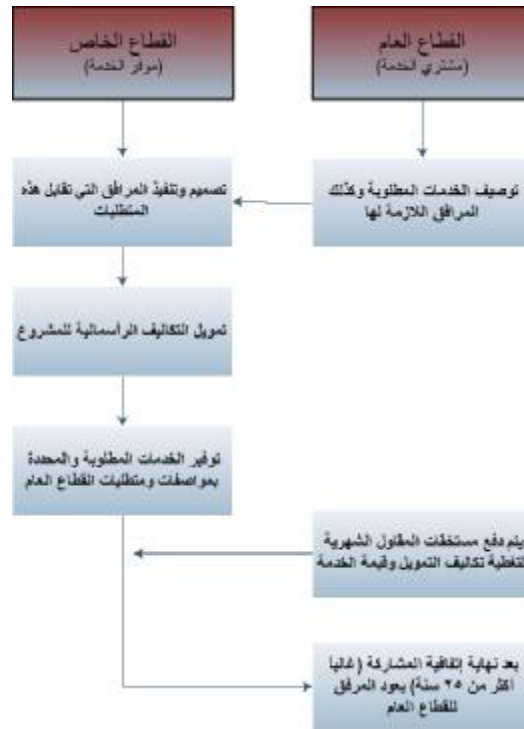 القطاع العام
(مشتري الخدمة)
القطاع الخاص
(موفر الخدمة)
توصيف الخدمات المطلوبة وكذلك
المرافق اللازمة لها
تصميم وتنفيذ المرافق التي تقابل هذه
المتطلبات
تمويل التكاليف الرأسمالية للمشروع
توفير الخدمات المطلوبة والمحددة
بمواصفات ومتطلبات القطاع العام
يتم دفع مستحقات المقاول الشهرية
لتغطية تكاليف التمويل وقيمة الخدمة
بعد نهاية إتفاقية المشاركة (غالباً
أكثر من ٢٥ سنة) يعود المرفق
للقطاع العام